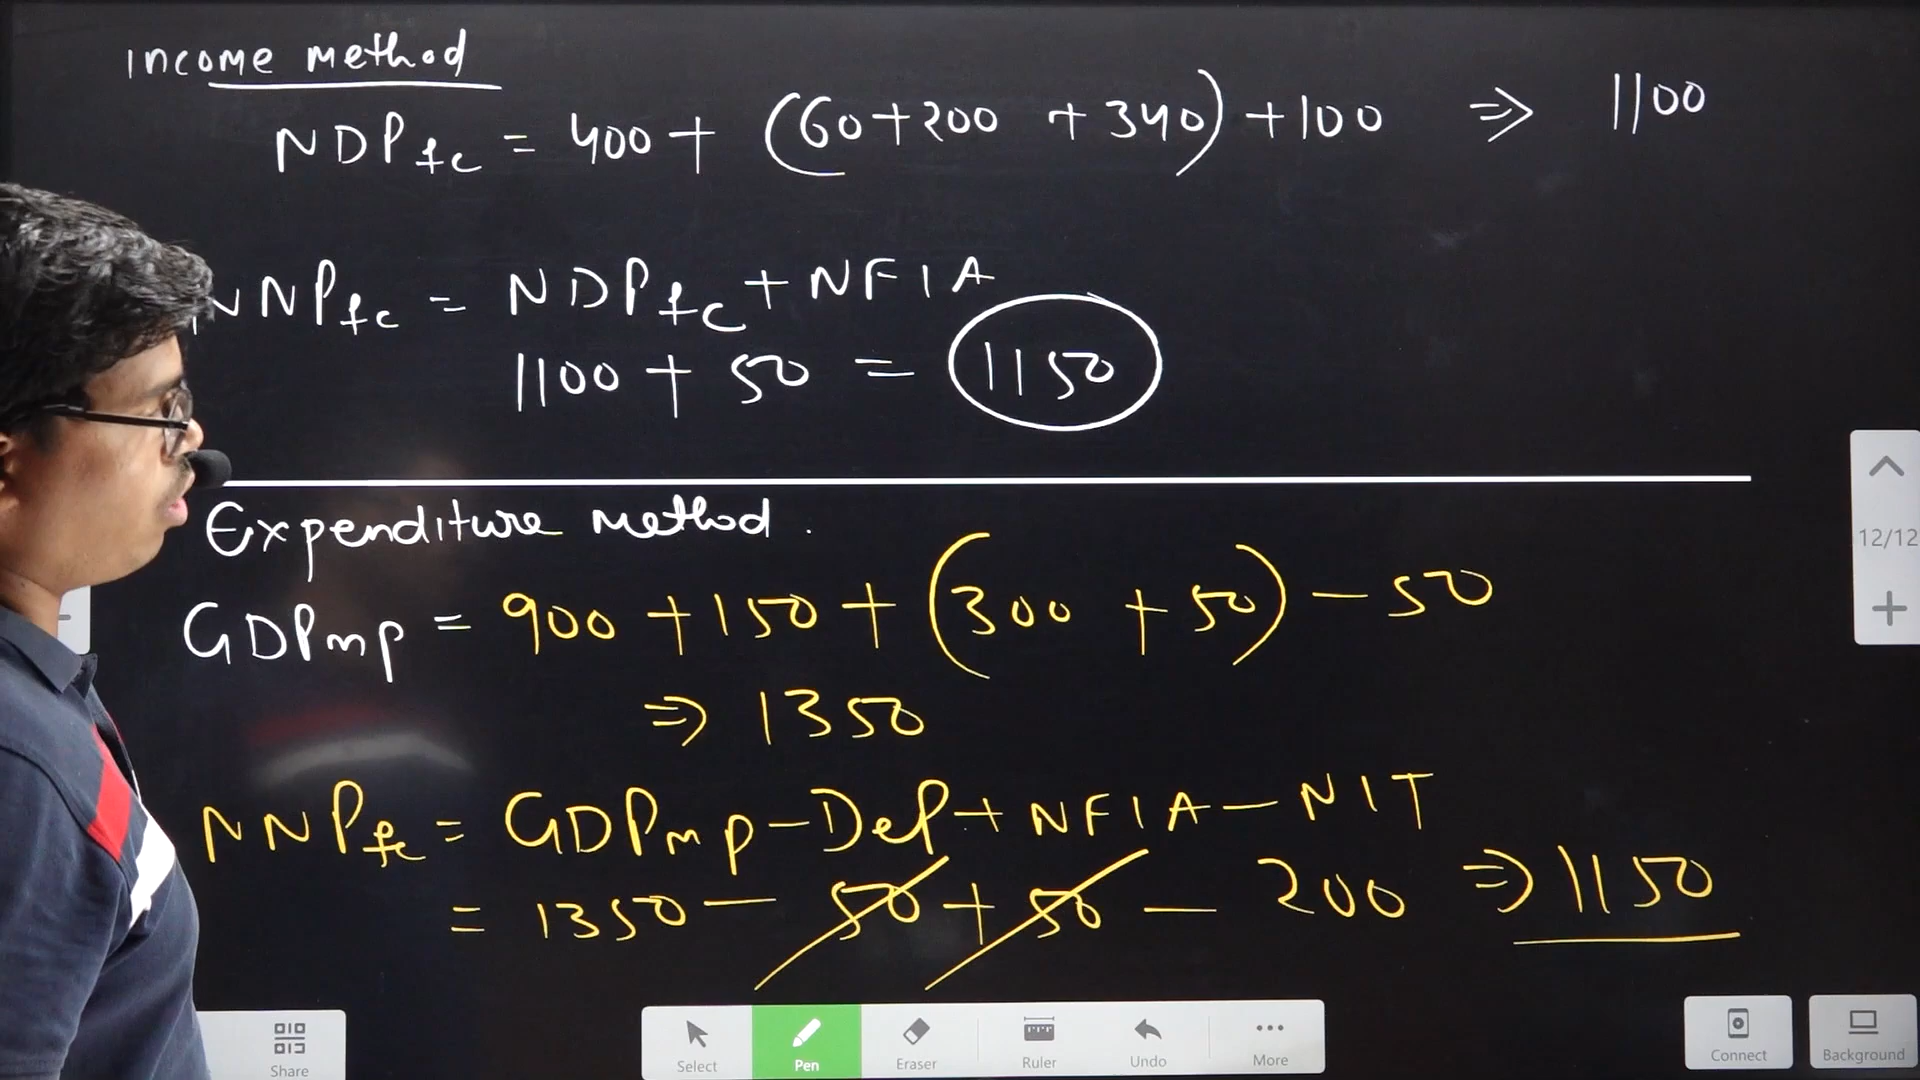 Income method
NDPfc = 400 + (60+200 + 340) + 100 ⇒ 1100
NNPfc = NDPfc + NFIA
1100 + 50 = 1150
Expenditure method.
GDPmp = 900 + 150 + (300 + 50) - 50
⇒ 1350
NNPfc = GDPmp - Dep + NFIA - NIT
= 1350 - 50 + 50 - 200 ⇒ 1150
12/12
Share
Select
Pen
Eraser
Ruler
Undo
More
Connect
Background